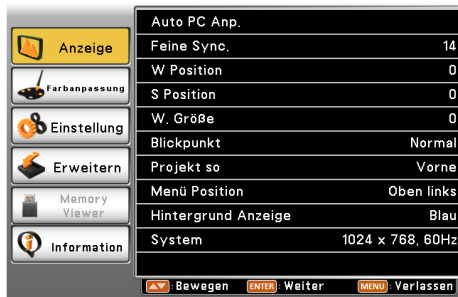 Anzeige
Farbanpassung
Einstellung
Erweitern
Memory
Viewer
Information
Auto PC Anp.
Feine Sync. 14
W Position 0
S Position 0
W. Größe 0
Blickpunkt Normal
Projekt so Vorne
Menü Position Oben links
Hintergrund Anzeige Blau
System 1024 x 768, 60Hz
:Bewegen ENTER :Weiter MENU :Verlassen